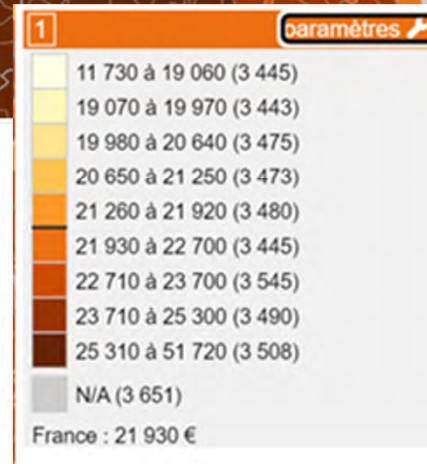 1 paramètres
11 730 à 19 060 (3 445)
19 070 à 19 970 (3 443)
19 980 à 20 640 (3 475)
20 650 à 21 250 (3 473)
21 260 à 21 920 (3 480)
21 930 à 22 700 (3 445)
22 710 à 23 700 (3 545)
23 710 à 25 300 (3 490)
25 310 à 51 720 (3 508)
N/A (3 651)
France : 21 930 €